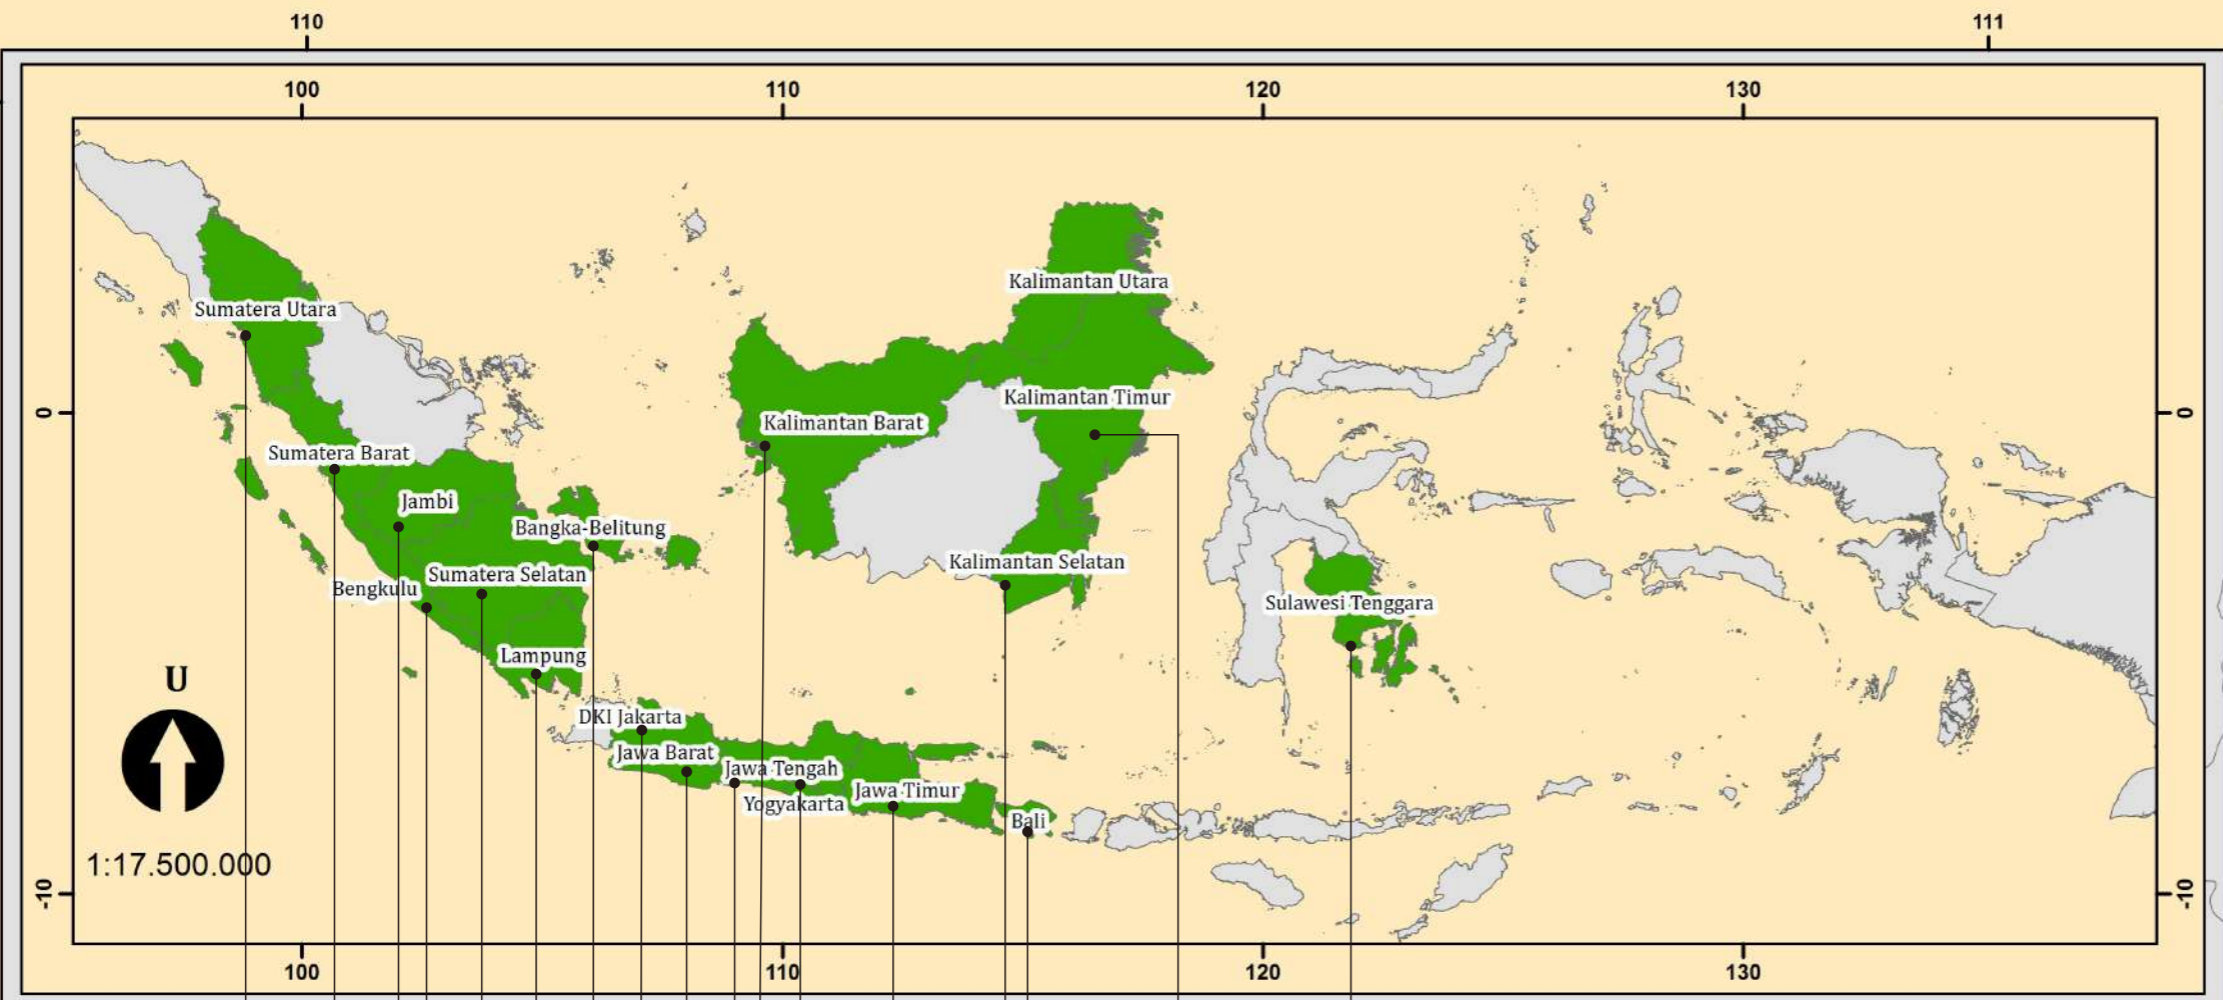 110 111
100 110 120 130
Kalimantan Utara
Sumatera Utara
Kalimantan Timur
0 0
Kalimantan Barat
Sumatera Barat
Jambi
Bangka-Belitung
Kalimantan Selatan
Sumatera Selatan
Bengkulu
Sulawesi Tenggara
Lampung
U
DKI Jakarta
Jawa Barat
Jawa Tengah
Jawa Timur
Yogyakarta
Bali
1:17.500.000
-10 -10
100 110 120 130